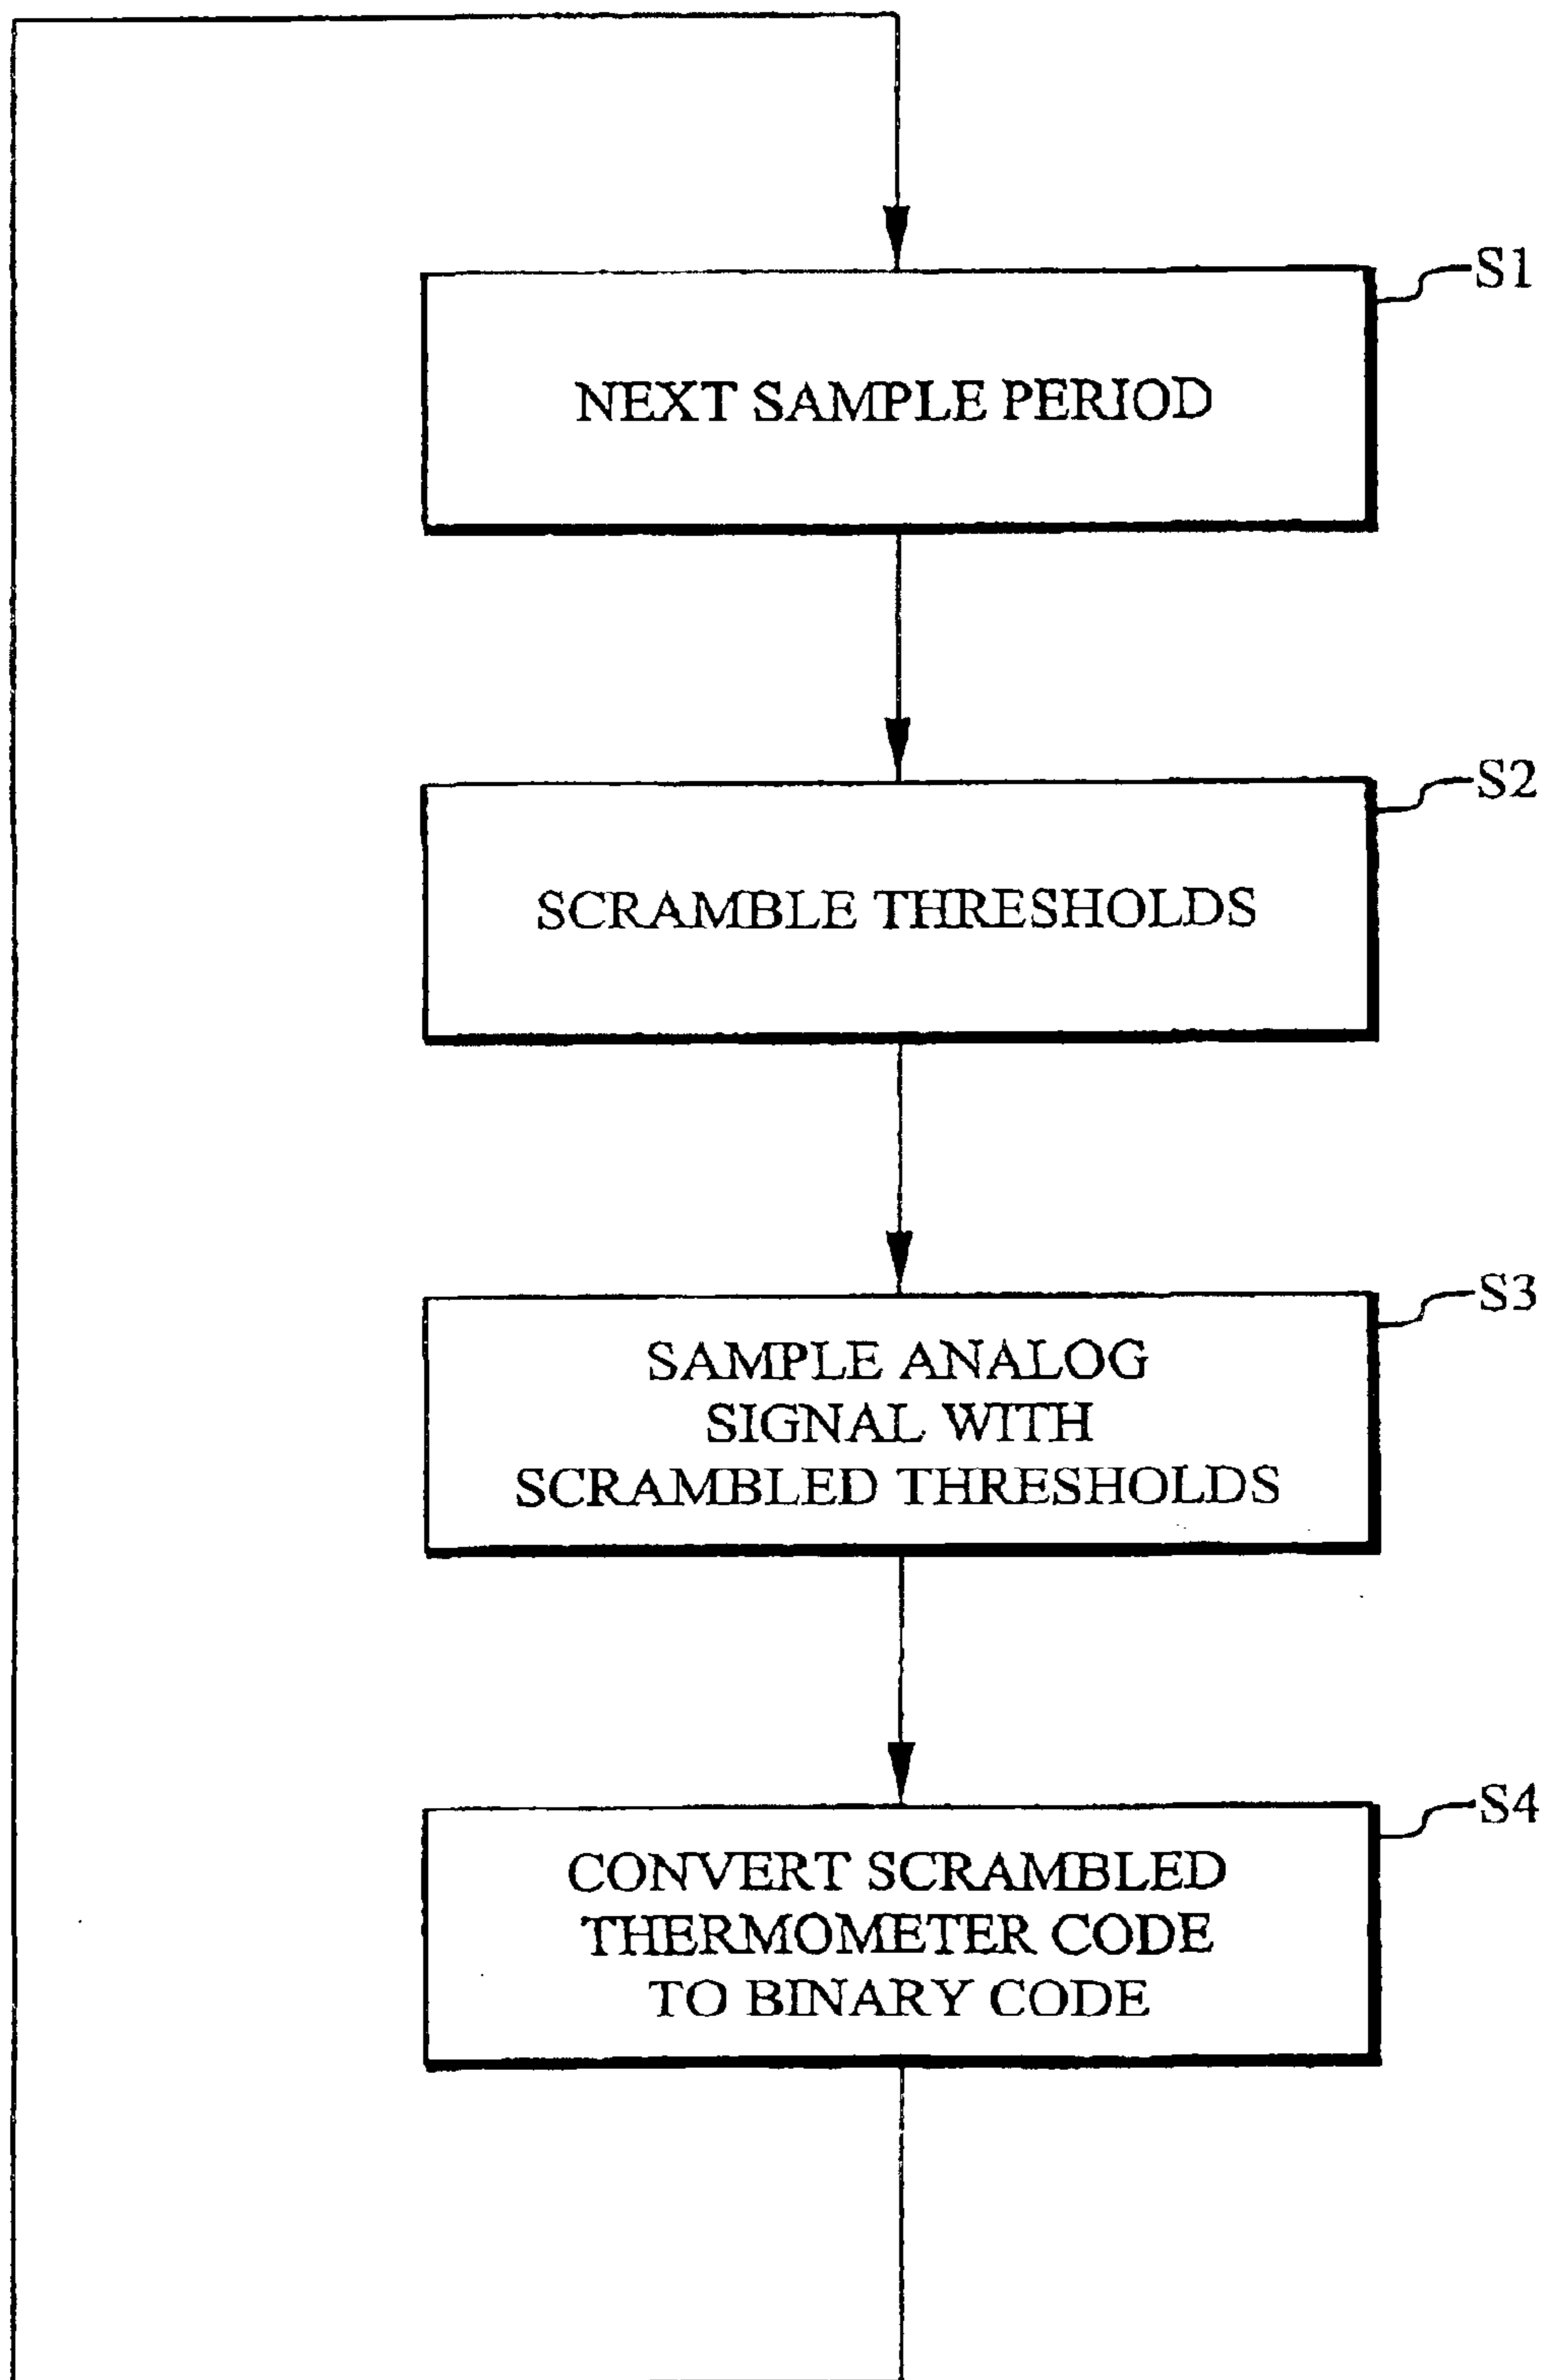 S1
NEXT SAMPLE PERIOD
S2
SCRAMBLE THRESHOLDS
S3
SAMPLE ANALOG
SIGNAL WITH
SCRAMBLED THRESHOLDS
S4
CONVERT SCRAMBLED
THERMOMETER CODE
TO BINARY CODE